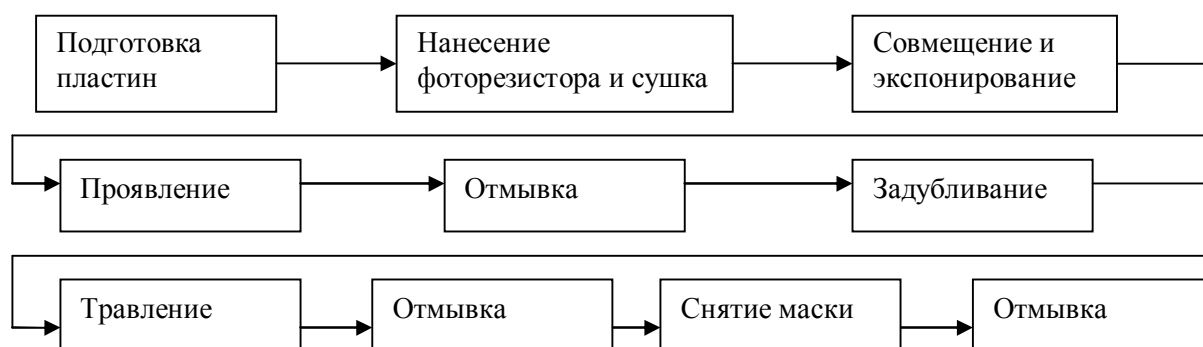 Подготовка
пластин
Нанесение
фоторезистора и сушка
Совмещение и
экспонирование
Проявление
Отмывка
Задубливание
Травление
Отмывка
Снятие маски
Отмывка